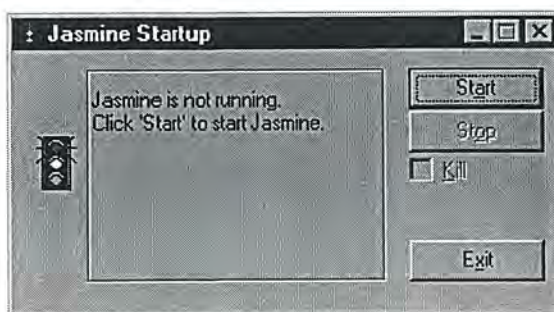 Jasmine Startup
Jasmine is not running.
Click 'Start' to start Jasmine.
Start
Stop
Kill
Exit